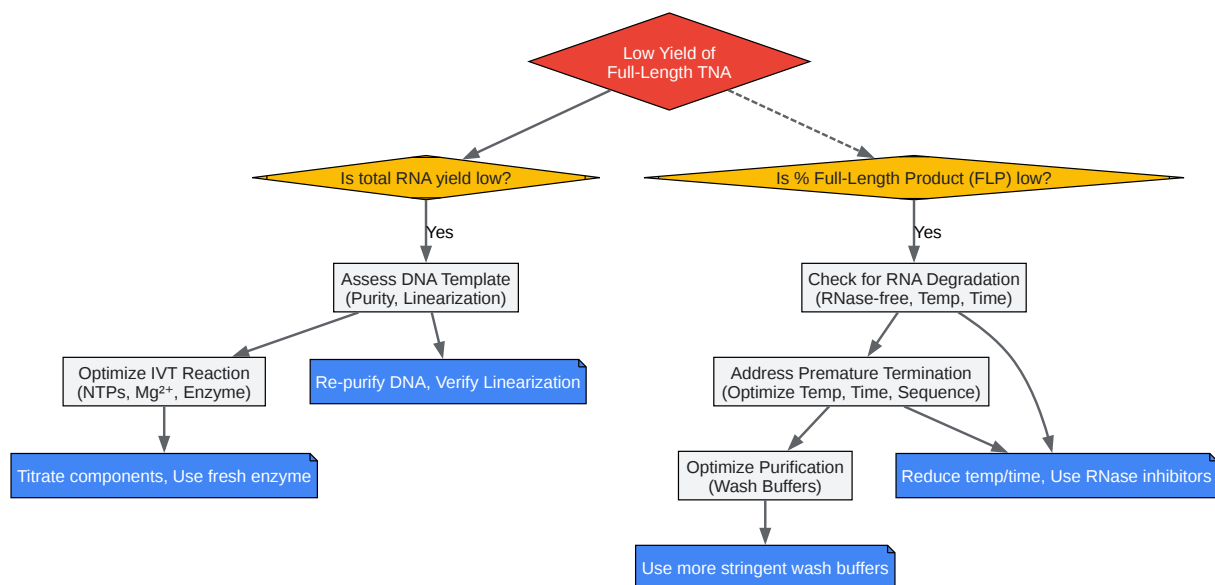 Low Yield of
Full-Length TNA
Is total RNA yield low?
Is % Full-Length Product (FLP) low?
Yes
Yes
Assess DNA Template
(Purity, Linearization)
Check for RNA Degradation
(RNase-free, Temp, Time)
Optimize IVT Reaction
(NTPs, Mg²⁺, Enzyme)
Re-purify DNA, Verify Linearization
Address Premature Termination
(Optimize Temp, Time, Sequence)
Titrate components, Use fresh enzyme
Optimize Purification
(Wash Buffers)
Reduce temp/time, Use RNase inhibitors
Use more stringent wash buffers